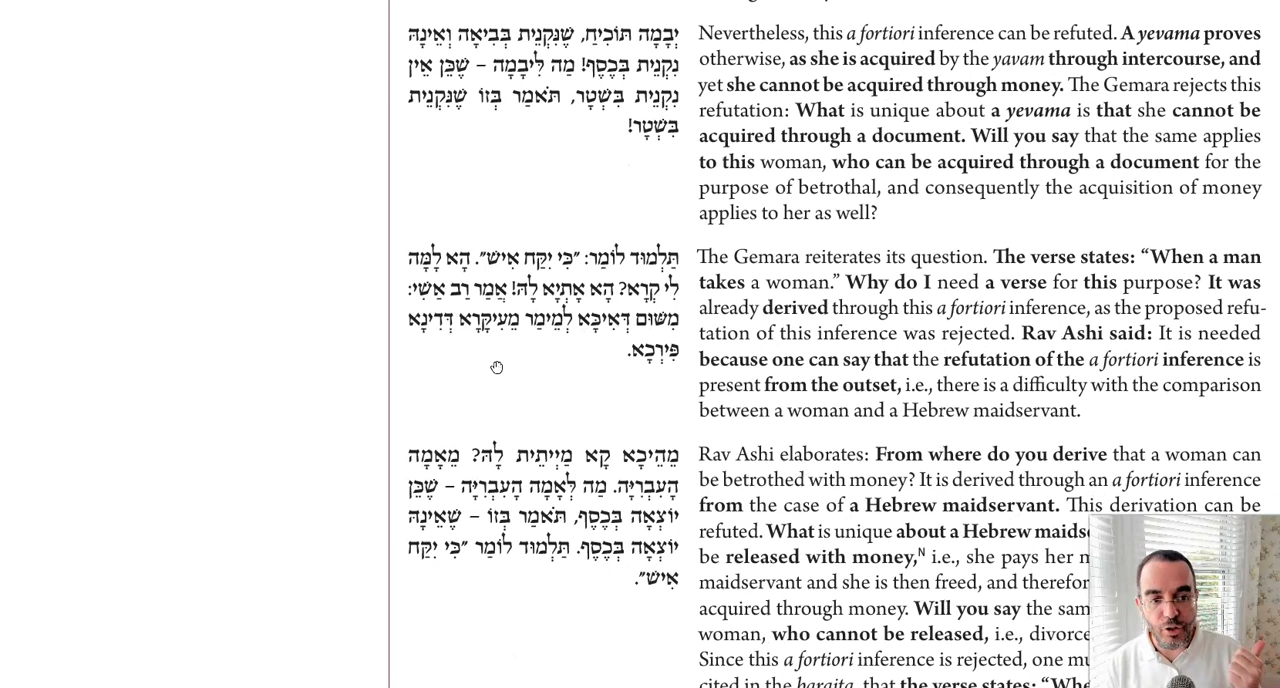 יְבָמָה תּוֹכִיחַ, שֶׁנִּקְנֵית בְּבִיאָה וְאֵינָהּ
נִקְנֵית בְּכֶסֶף! מַה לִּיבָמָה – שֶׁכֵּן אֵין
נִקְנֵית בִּשְׁטָר, תֹּאמַר בְּזוֹ שֶׁנִּקְנֵית
בִּשְׁטָר!
Nevertheless, this a fortiori inference can be refuted. A yevama proves
otherwise, as she is acquired by the yavam through intercourse, and
yet she cannot be acquired through money. The Gemara rejects this
refutation: What is unique about a yevama is that she cannot be
acquired through a document. Will you say that the same applies
to this woman, who can be acquired through a document for the
purpose of betrothal, and consequently the acquisition of money
applies to her as well?
תַּלְמוּד לוֹמַר: ״כִּי יִקַּח אִישׁ״. הָא לָמָּה
לִי קְרָא? הָא אָתְיָא לַהּ! אֲמַר רַב אַשִׁי:
מִשּׁוּם דְּאִיכָּא לְמֵימַר מֵעִיקָּרָא דְּדִינָא
פִּירְכָא.
The Gemara reiterates its question. The verse states: “When a man
takes a woman.” Why do I need a verse for this purpose? It was
already derived through this a fortiori inference, as the proposed refu-
tation of this inference was rejected. Rav Ashi said: It is needed
because one can say that the refutation of the a fortiori inference is
present from the outset, i.e., there is a difficulty with the comparison
between a woman and a Hebrew maidservant.
מֵהֵיכָא קָא מַיְיתֵית לַהּ? מֵאָמָה
הָעִבְרִיָּה. מַה לְּאָמָה הָעִבְרִיָּה – שֶׁכֵּן
יוֹצְאָה בְּכֶסֶף, תֹּאמַר בְּזוֹ – שֶׁאֵינָהּ
יוֹצְאָה בְּכֶסֶף. תַּלְמוּד לוֹמַר ״כִּי יִקַּח
אִישׁ״.
Rav Ashi elaborates: From where do you derive that a woman can
be betrothed with money? It is derived through an a fortiori inference
from the case of a Hebrew maidservant. This derivation can be
refuted. What is unique about a Hebrew
be released with money,N i.e., she pays her
maidservant and she is then freed, and
acquired through money. Will you say the
woman, who cannot be released, i.e.,
Since this a fortiori inference is rejected, one
cited in the baraita, that the verse states: